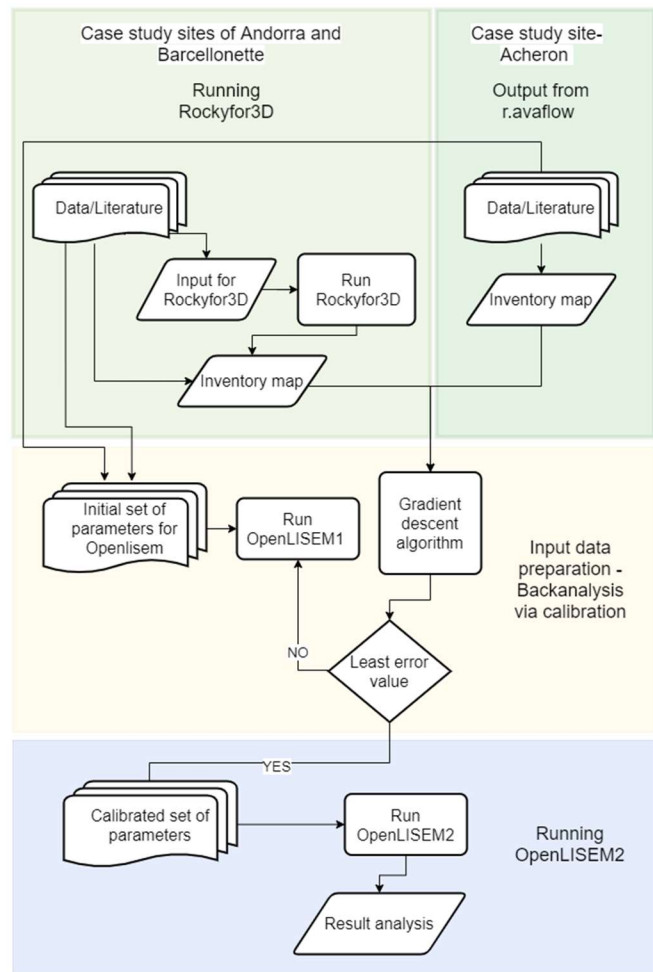 Case study sites of Andorra and
Barcellonette
Running
Rockyfor3D
Case study site-
Acheron
Output from
r.avaflow
Data/Literature
Data/Literature
Input for
Rockyfor3D
Run
Rockyfor3D
Inventory map
Inventory map
Initial set of
parameters for
Openlisem
Run
OpenLISEM1
Gradient
descent
algorithm
Input data
preparation -
Backanalysis
via calibration
NO
Least error
value
YES
Calibrated set of
parameters
Run
OpenLISEM2
Running
OpenLISEM2
Result analysis